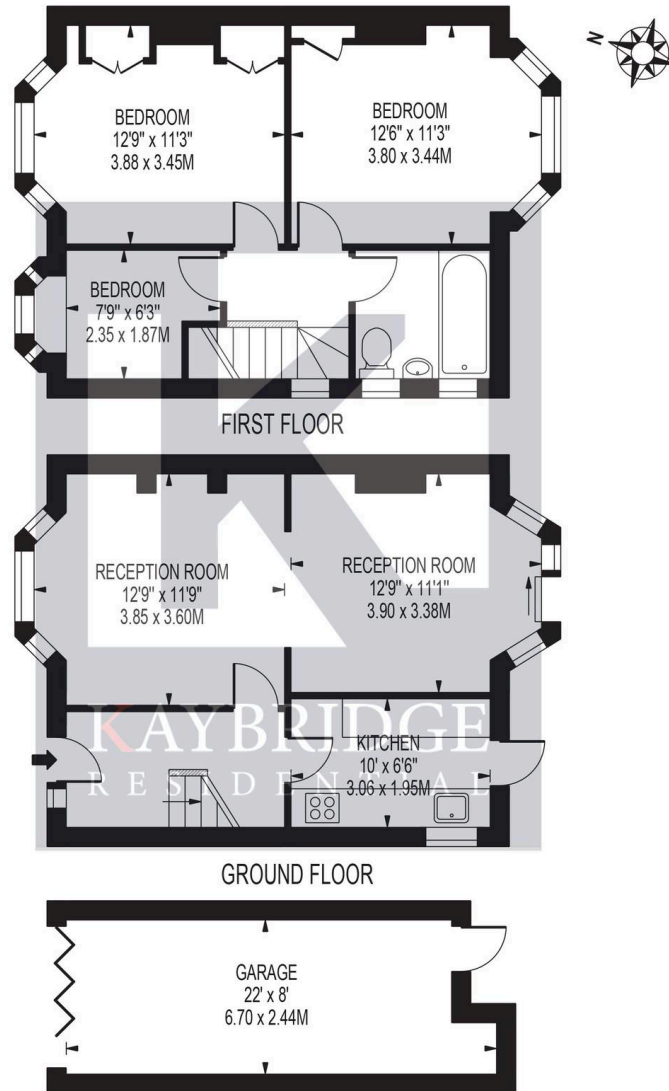 N
BEDROOM
12'9" x 11'3"
3.88 x 3.45M
BEDROOM
12'6" x 11'3"
3.80 x 3.44M
BEDROOM
7'9" x 6'3"
2.35 x 1.87M
FIRST FLOOR
RECEPTION ROOM
12'9" x 11'9"
3.85 x 3.60M
RECEPTION ROOM
12'9" x 11'1"
3.90 x 3.38M
KAYBRIDGE
RESIDENTIAL
KITCHEN
10' x 6'6"
3.06 x 1.95M
GROUND FLOOR
GARAGE
22' x 8'
6.70 x 2.44M